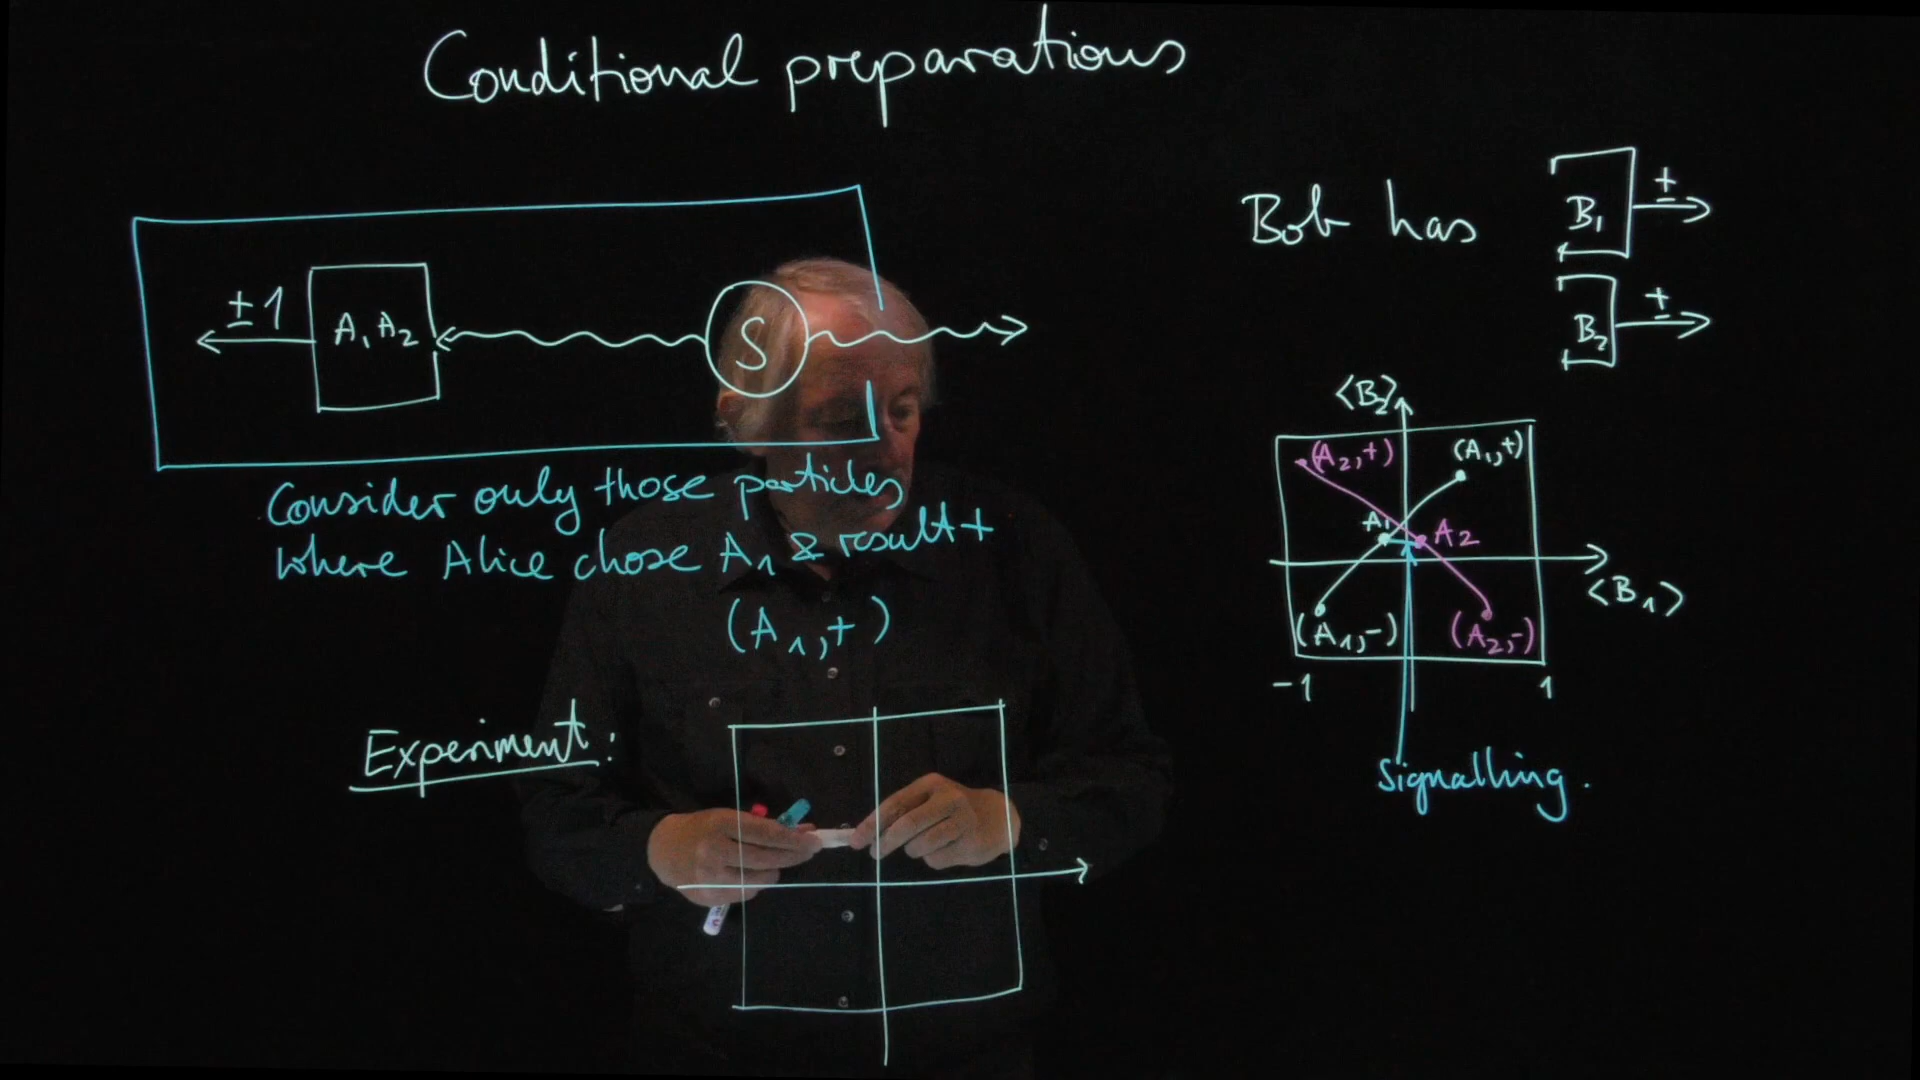 Conditional preparations
±1
A₁ A₂
S
Consider only those particles
where Alice chose A₁ & result +
(A₁,+)
Experiment:
Bob has
B₁
±
B₂
±
<B₂>
(A₂,+)
(A₁,+)
A₁
A₂
<B₁>
(A₁,-)
(A₂,-)
-1
1
signalling.